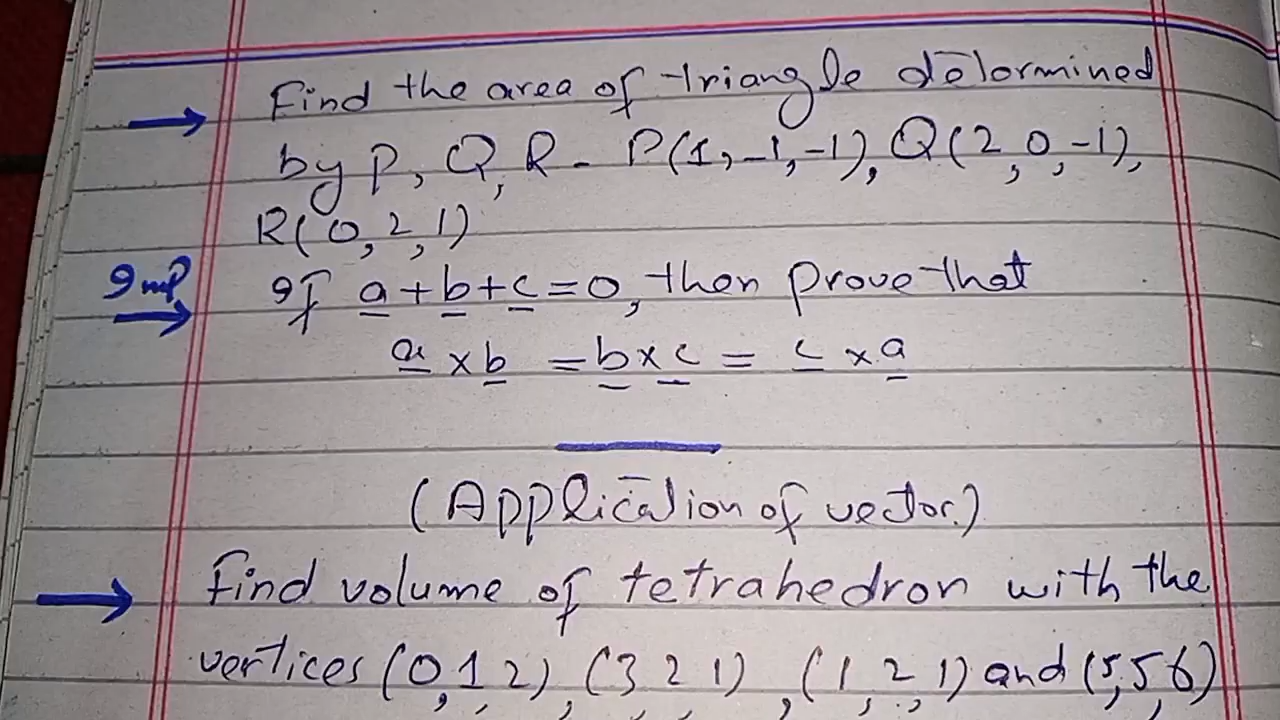 Find the area of triangle determined
by P, Q, R - P(1,-1,-1), Q(2,0,-1),
R(0,2,1)
Imp If a+b+c=0, then prove that
a×b = b×c = c×a
(Application of vector.)
Find volume of tetrahedron with the
vertices (0,1,2), (3,2,1), (1,2,1) and (5,5,6)